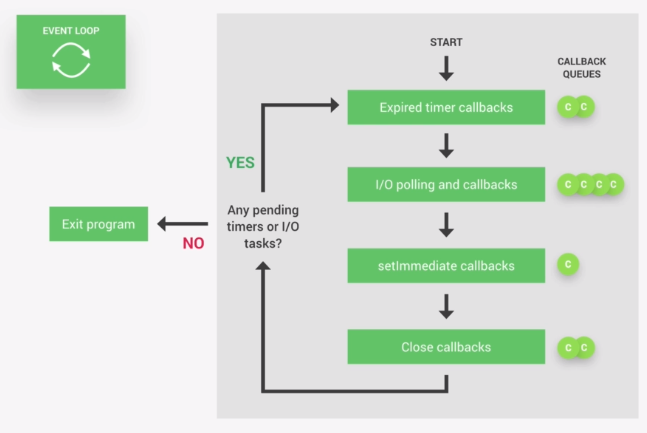 EVENT LOOP
START
CALLBACK
QUEUES
Expired timer callbacks
C C
YES
I/O polling and callbacks
C C C C
Any pending
timers or I/O
tasks?
Exit program
NO
setImmediate callbacks
C
Close callbacks
C C